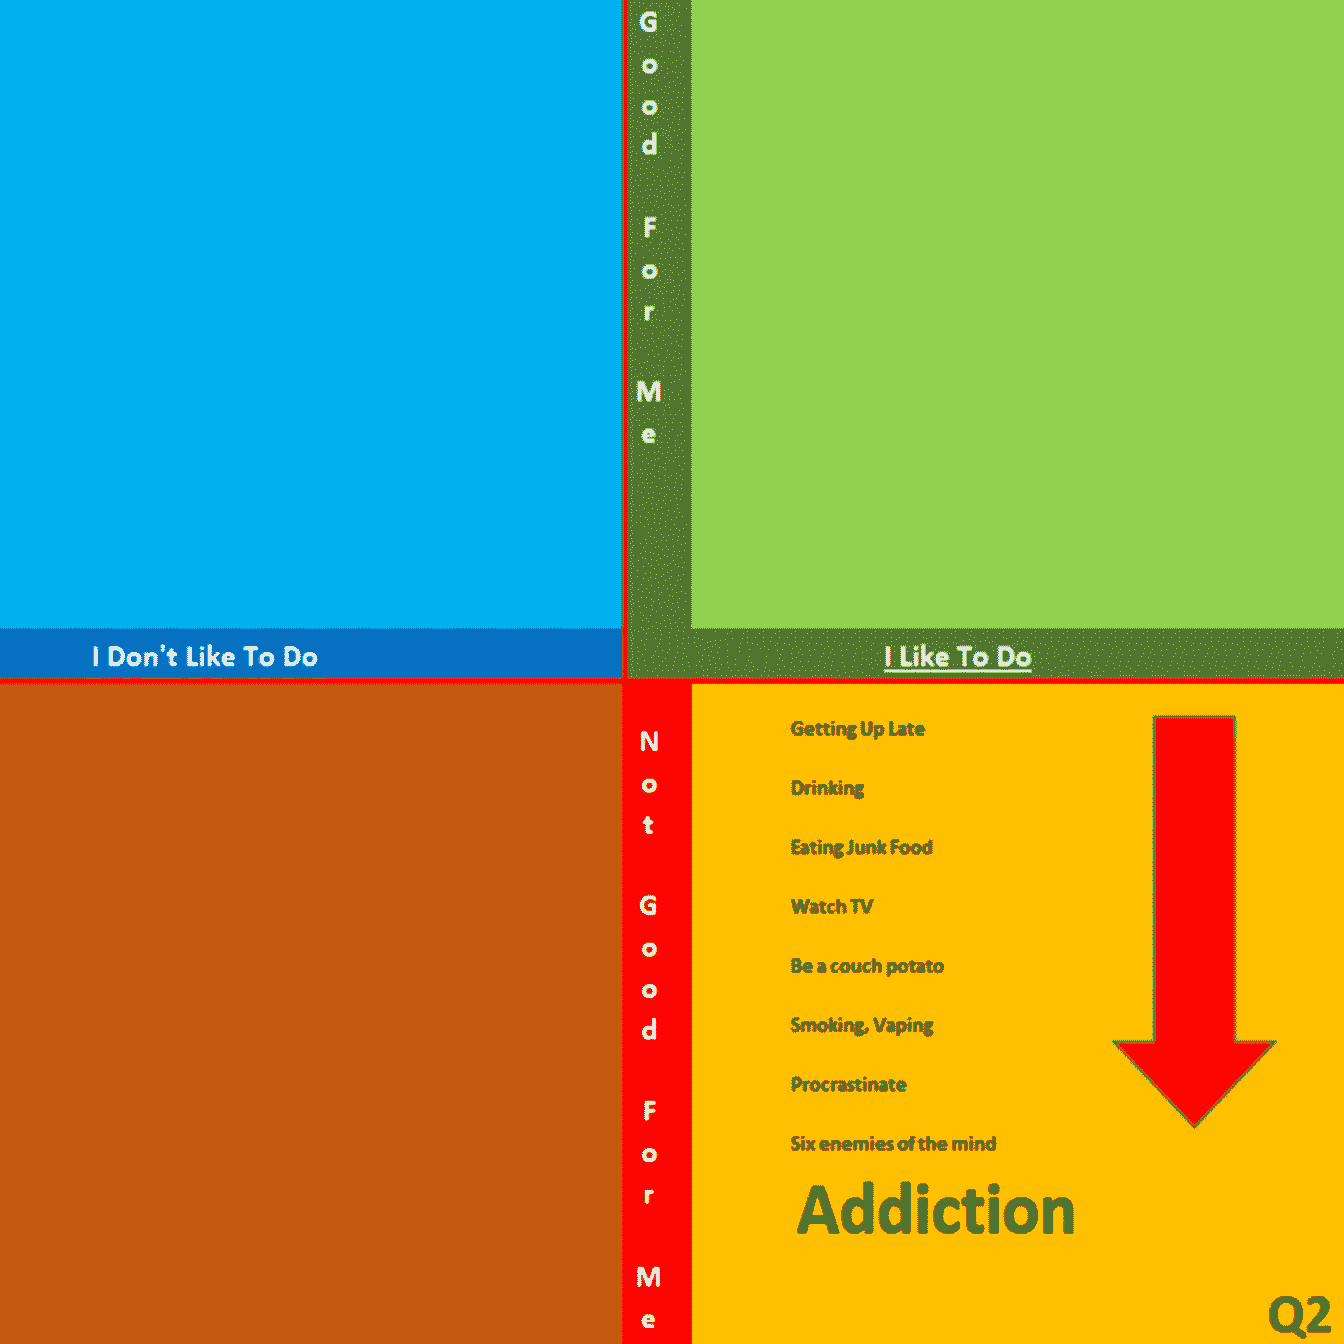 Good For Me
I Don't Like To Do
I Like To Do
Not Good For Me
Getting Up Late
Drinking
Eating Junk Food
Watch TV
Be a couch potato
Smoking, Vaping
Procrastinate
Six enemies of the mind
Addiction
Q2